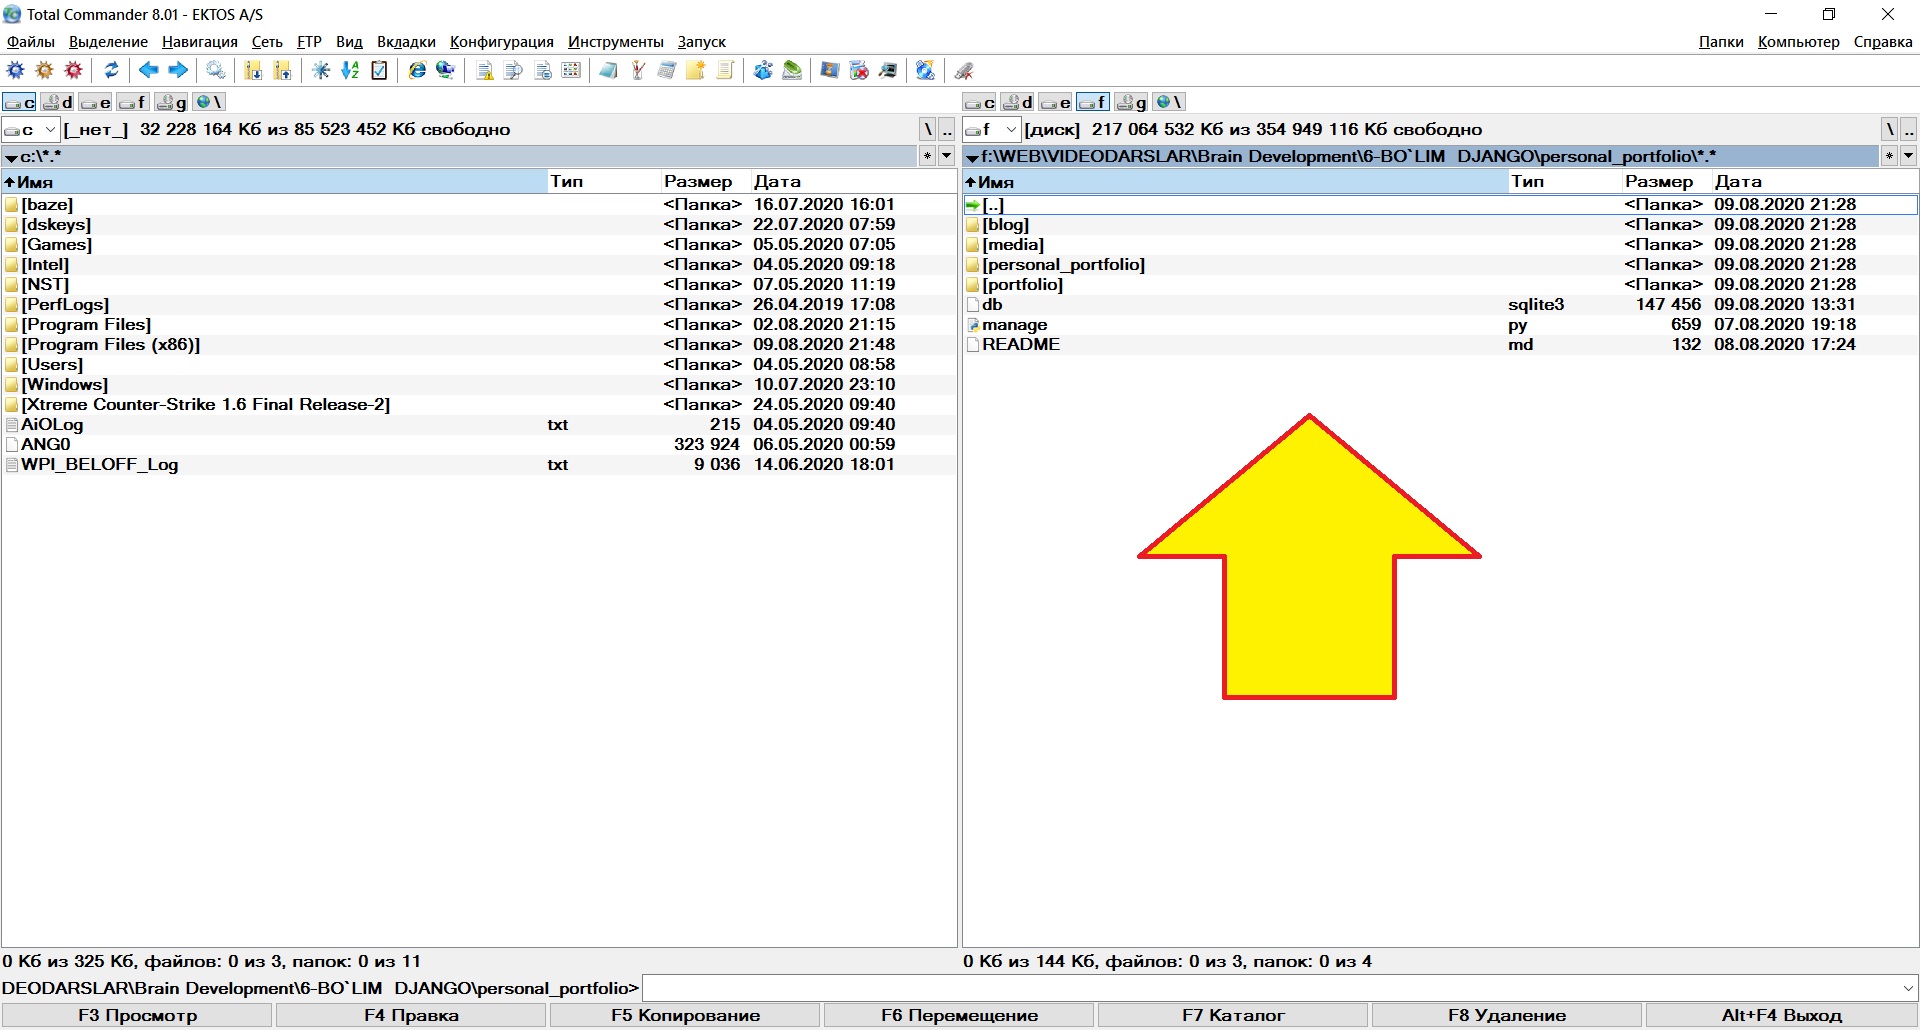 Total Commander 8.01 - EKTOS A/S
Файлы Выделение Навигация Сеть FTP Вид Вкладки Конфигурация Инструменты Запуск Папки Компьютер Справка
c d e f g \ c d e f g \
c [_нет_] 32 228 164 Кб из 85 523 452 Кб свободно \ .. f [диск] 217 064 532 Кб из 354 949 116 Кб свободно \ ..
c:\*.* * f:\WEB\VIDEODARSLAR\Brain Development\6-BO`LIM DJANGO\personal_portfolio\*.* *
Имя Тип Размер Дата Имя Тип Размер Дата
[baze] <Папка> 16.07.2020 16:01 [..] <Папка> 09.08.2020 21:28
[dskeys] <Папка> 22.07.2020 07:59 [blog] <Папка> 09.08.2020 21:28
[Games] <Папка> 05.05.2020 07:05 [media] <Папка> 09.08.2020 21:28
[Intel] <Папка> 04.05.2020 09:18 [personal_portfolio] <Папка> 09.08.2020 21:28
[NST] <Папка> 07.05.2020 11:19 [portfolio] <Папка> 09.08.2020 21:28
[PerfLogs] <Папка> 26.04.2019 17:08 db sqlite3 147 456 09.08.2020 13:31
[Program Files] <Папка> 02.08.2020 21:15 manage py 659 07.08.2020 19:18
[Program Files (x86)] <Папка> 09.08.2020 21:48 README md 132 08.08.2020 17:24
[Users] <Папка> 04.05.2020 08:58
[Windows] <Папка> 10.07.2020 23:10
[Xtreme Counter-Strike 1.6 Final Release-2] <Папка> 24.05.2020 09:40
AiOLog txt 215 04.05.2020 09:40
ANG0 323 924 06.05.2020 00:59
WPI_BELOFF_Log txt 9 036 14.06.2020 18:01
0 Кб из 325 Кб, файлов: 0 из 3, папок: 0 из 11 0 Кб из 144 Кб, файлов: 0 из 3, папок: 0 из 4
DEODARSLAR\Brain Development\6-BO`LIM DJANGO\personal_portfolio>
F3 Просмотр F4 Правка F5 Копирование F6 Перемещение F7 Каталог F8 Удаление Alt+F4 Выход